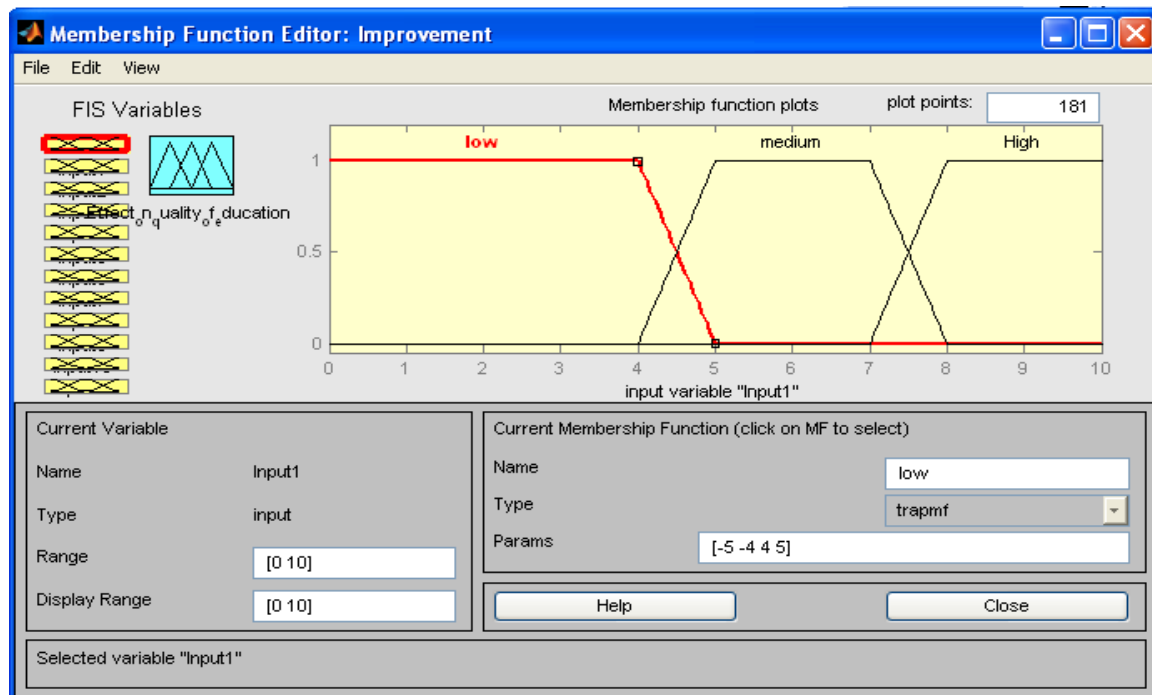 Membership Function Editor: Improvement
File Edit View
FIS Variables
Membership function plots
plot points:
181
Effect_on_quality_of_education
low
medium
High
1
0.5
0
0 1 2 3 4 5 6 7 8 9 10
input variable "Input1"
Current Variable
Name Input1
Type input
Range [0 10]
Display Range [0 10]
Current Membership Function (click on MF to select)
Name low
Type trapmf
Params [-5 -4 4 5]
Help
Close
Selected variable "Input1"